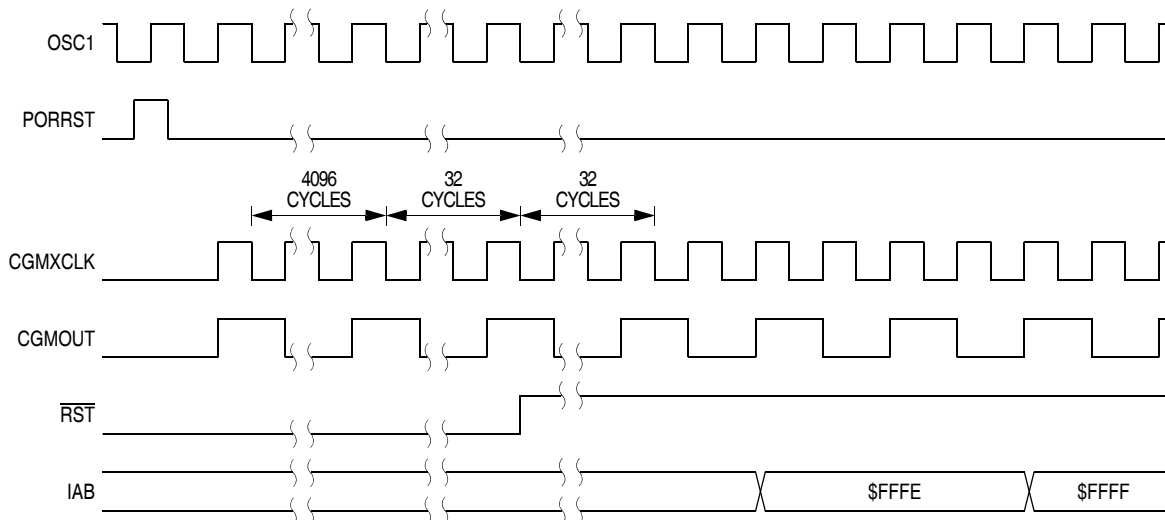 OSC1
PORRST
4096
CYCLES
32
CYCLES
32
CYCLES
CGMXCLK
CGMOUT
RST
IAB
$FFFE
$FFFF